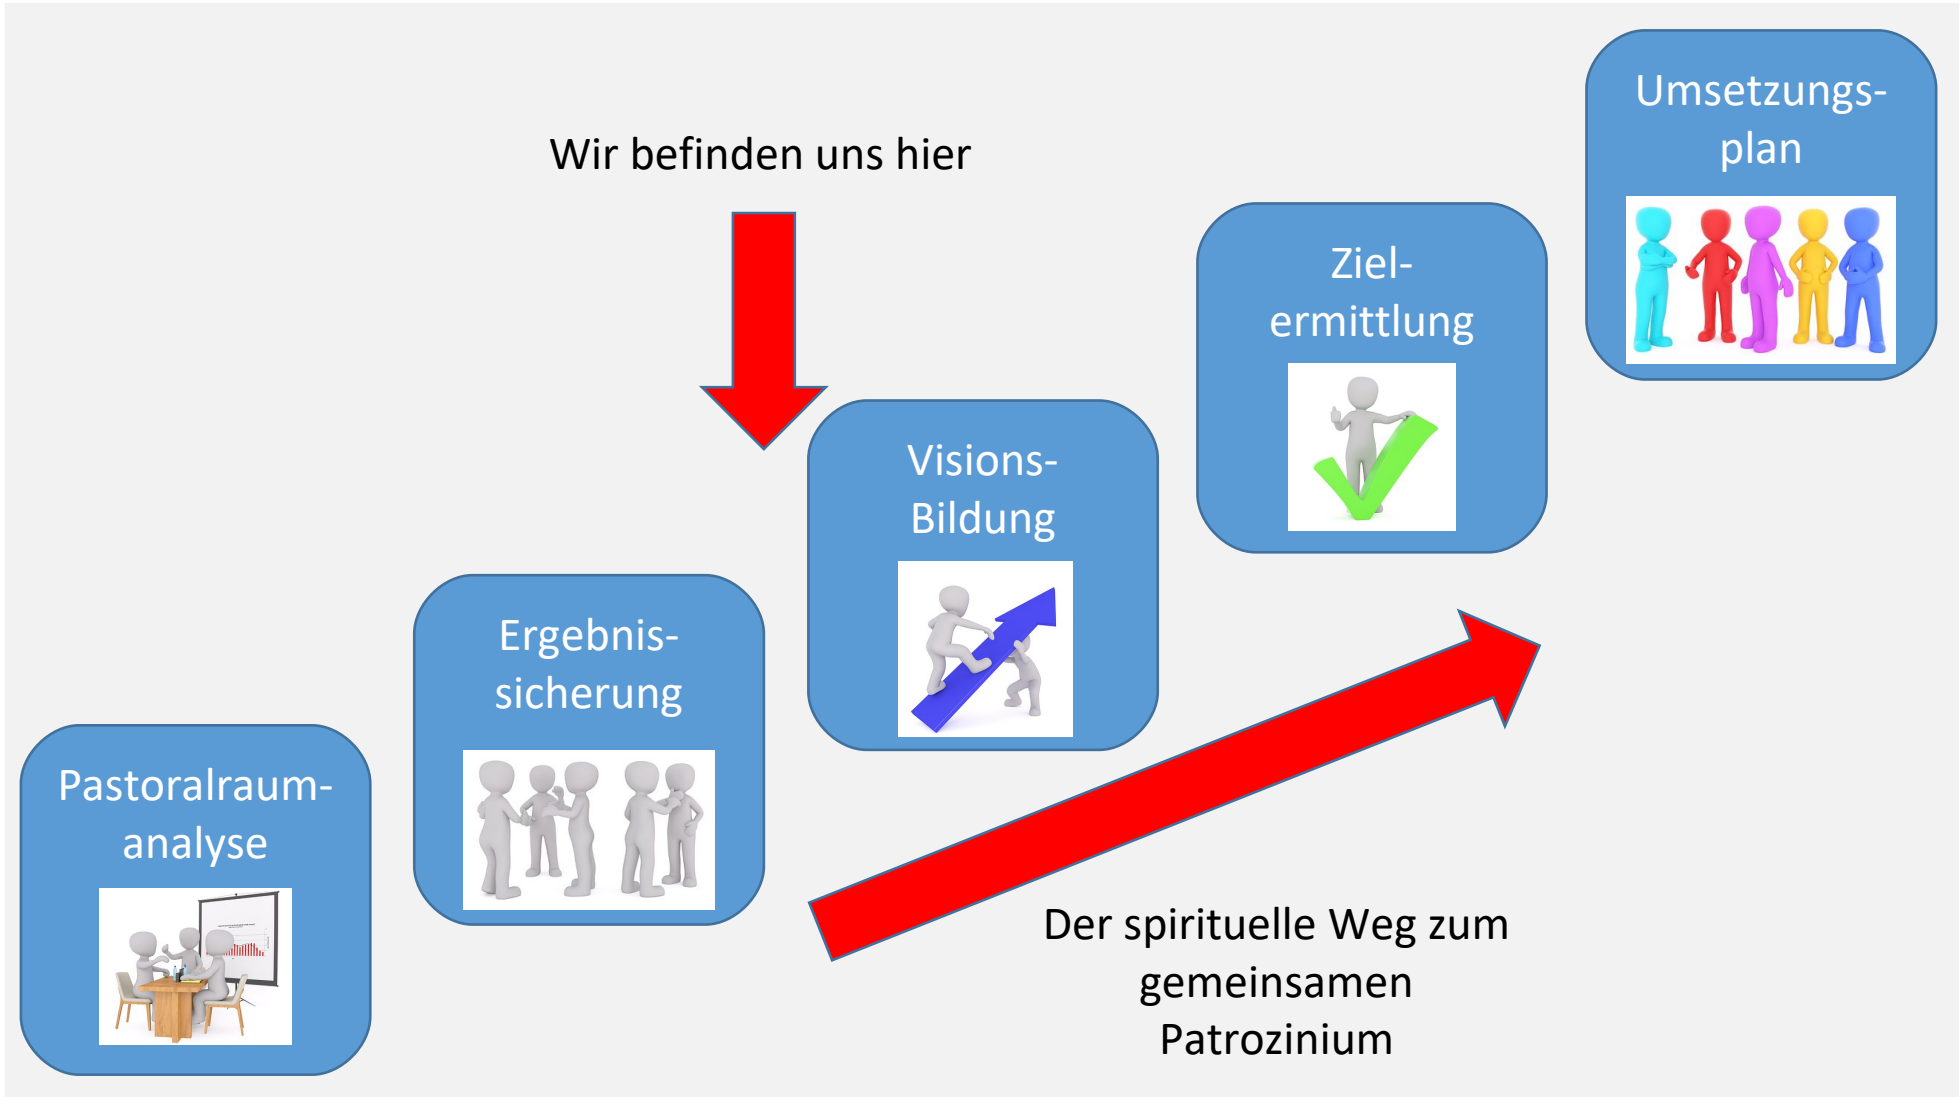 Wir befinden uns hier
Umsetzungs-
plan
Ziel-
ermittlung
Visions-
Bildung
Ergebnis-
sicherung
Pastoralraum-
analyse
Der spirituelle Weg zum
gemeinsamen
Patrozinium